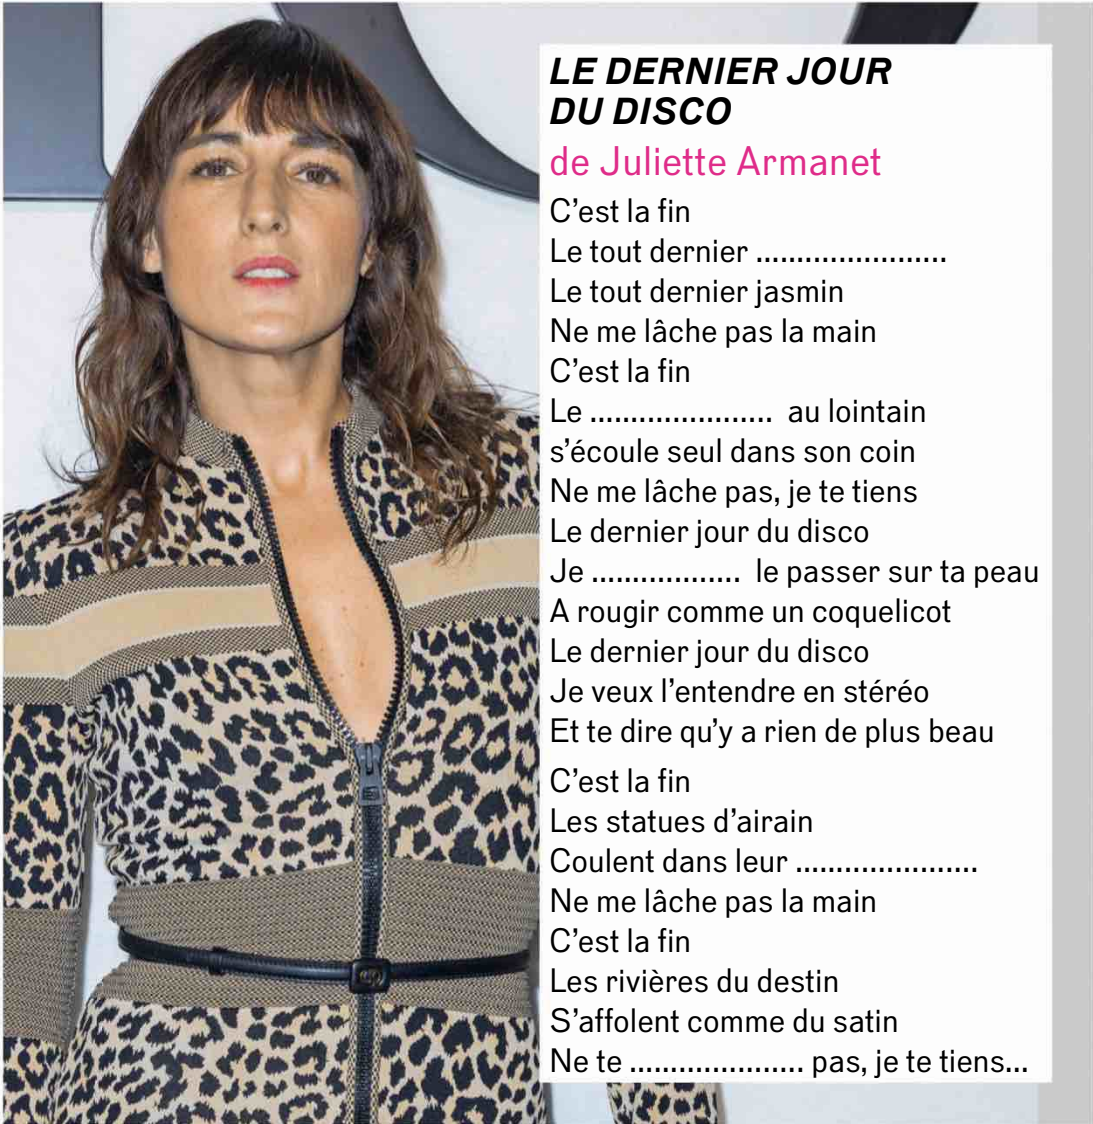 LE DERNIER JOUR
DU DISCO
de Juliette Armanet
C’est la fin
Le tout dernier .......................
Le tout dernier jasmin
Ne me lâche pas la main
C’est la fin
Le ...................... au lointain
s’écoule seul dans son coin
Ne me lâche pas, je te tiens
Le dernier jour du disco
Je .................. le passer sur ta peau
A rougir comme un coquelicot
Le dernier jour du disco
Je veux l’entendre en stéréo
Et te dire qu’y a rien de plus beau
C’est la fin
Les statues d’airain
Coulent dans leur ......................
Ne me lâche pas la main
C’est la fin
Les rivières du destin
S’affolent comme du satin
Ne te ..................... pas, je te tiens...